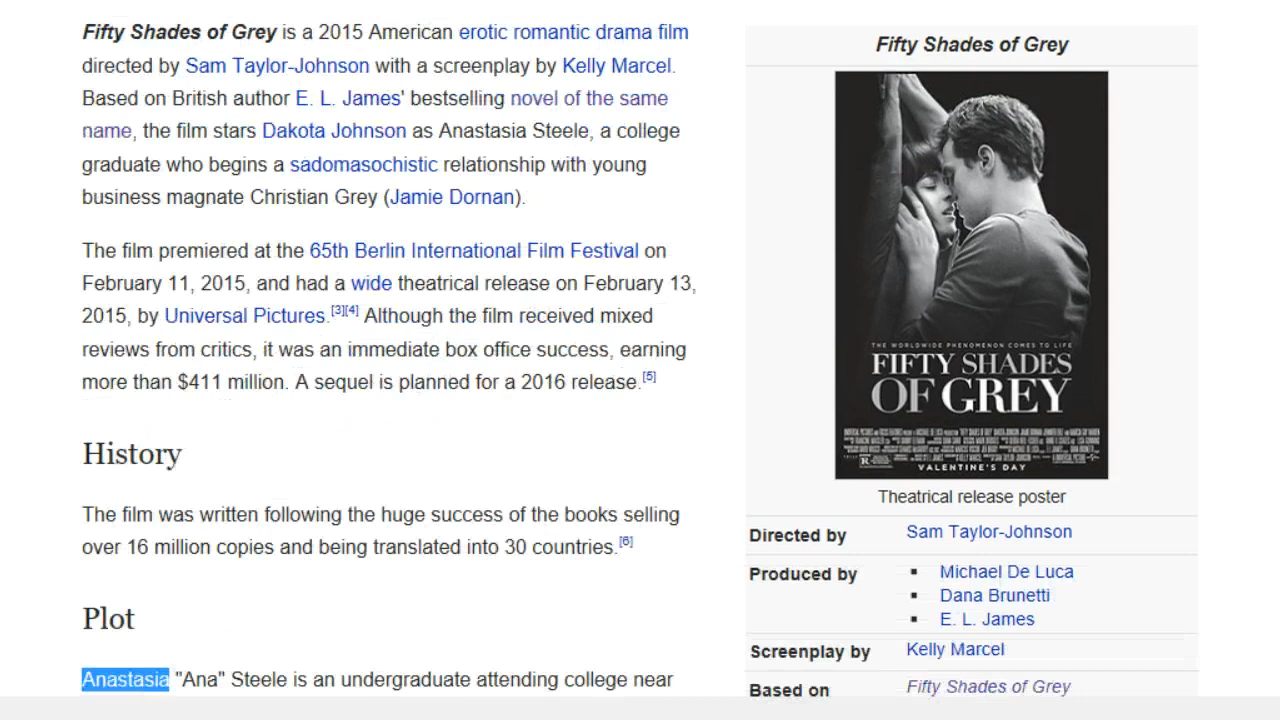 Fifty Shades of Grey is a 2015 American erotic romantic drama film
directed by Sam Taylor-Johnson with a screenplay by Kelly Marcel.
Based on British author E. L. James' bestselling novel of the same
name, the film stars Dakota Johnson as Anastasia Steele, a college
graduate who begins a sadomasochistic relationship with young
business magnate Christian Grey (Jamie Dornan).
The film premiered at the 65th Berlin International Film Festival on
February 11, 2015, and had a wide theatrical release on February 13,
2015, by Universal Pictures.[3][4] Although the film received mixed
reviews from critics, it was an immediate box office success, earning
more than $411 million. A sequel is planned for a 2016 release.[5]
History
The film was written following the huge success of the books selling
over 16 million copies and being translated into 30 countries.[6]
Plot
Anastasia "Ana" Steele is an undergraduate attending college near
Fifty Shades of Grey
THE WORLDWIDE PHENOMENON COMES TO LIFE
FIFTY SHADES
OF GREY
R
VALENTINE'S DAY
Theatrical release poster
Directed by Sam Taylor-Johnson
Produced by ▪ Michael De Luca
▪ Dana Brunetti
▪ E. L. James
Screenplay by Kelly Marcel
Based on Fifty Shades of Grey